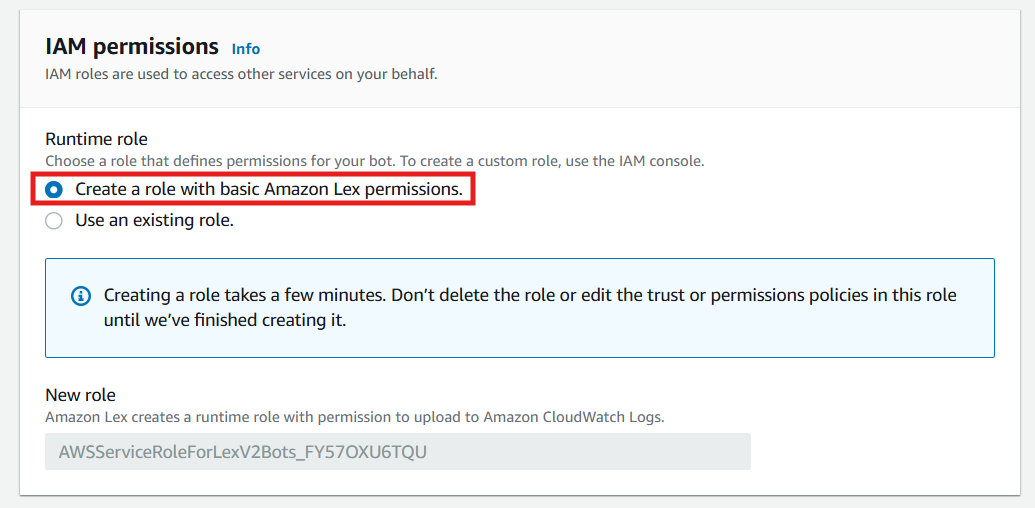 IAM permissions Info
IAM roles are used to access other services on your behalf.
Runtime role
Choose a role that defines permissions for your bot. To create a custom role, use the IAM console.
Create a role with basic Amazon Lex permissions.
Use an existing role.
Creating a role takes a few minutes. Don’t delete the role or edit the trust or permissions policies in this role
until we’ve finished creating it.
New role
Amazon Lex creates a runtime role with permission to upload to Amazon CloudWatch Logs.
AWSServiceRoleForLexV2Bots_FY57OXU6TQU